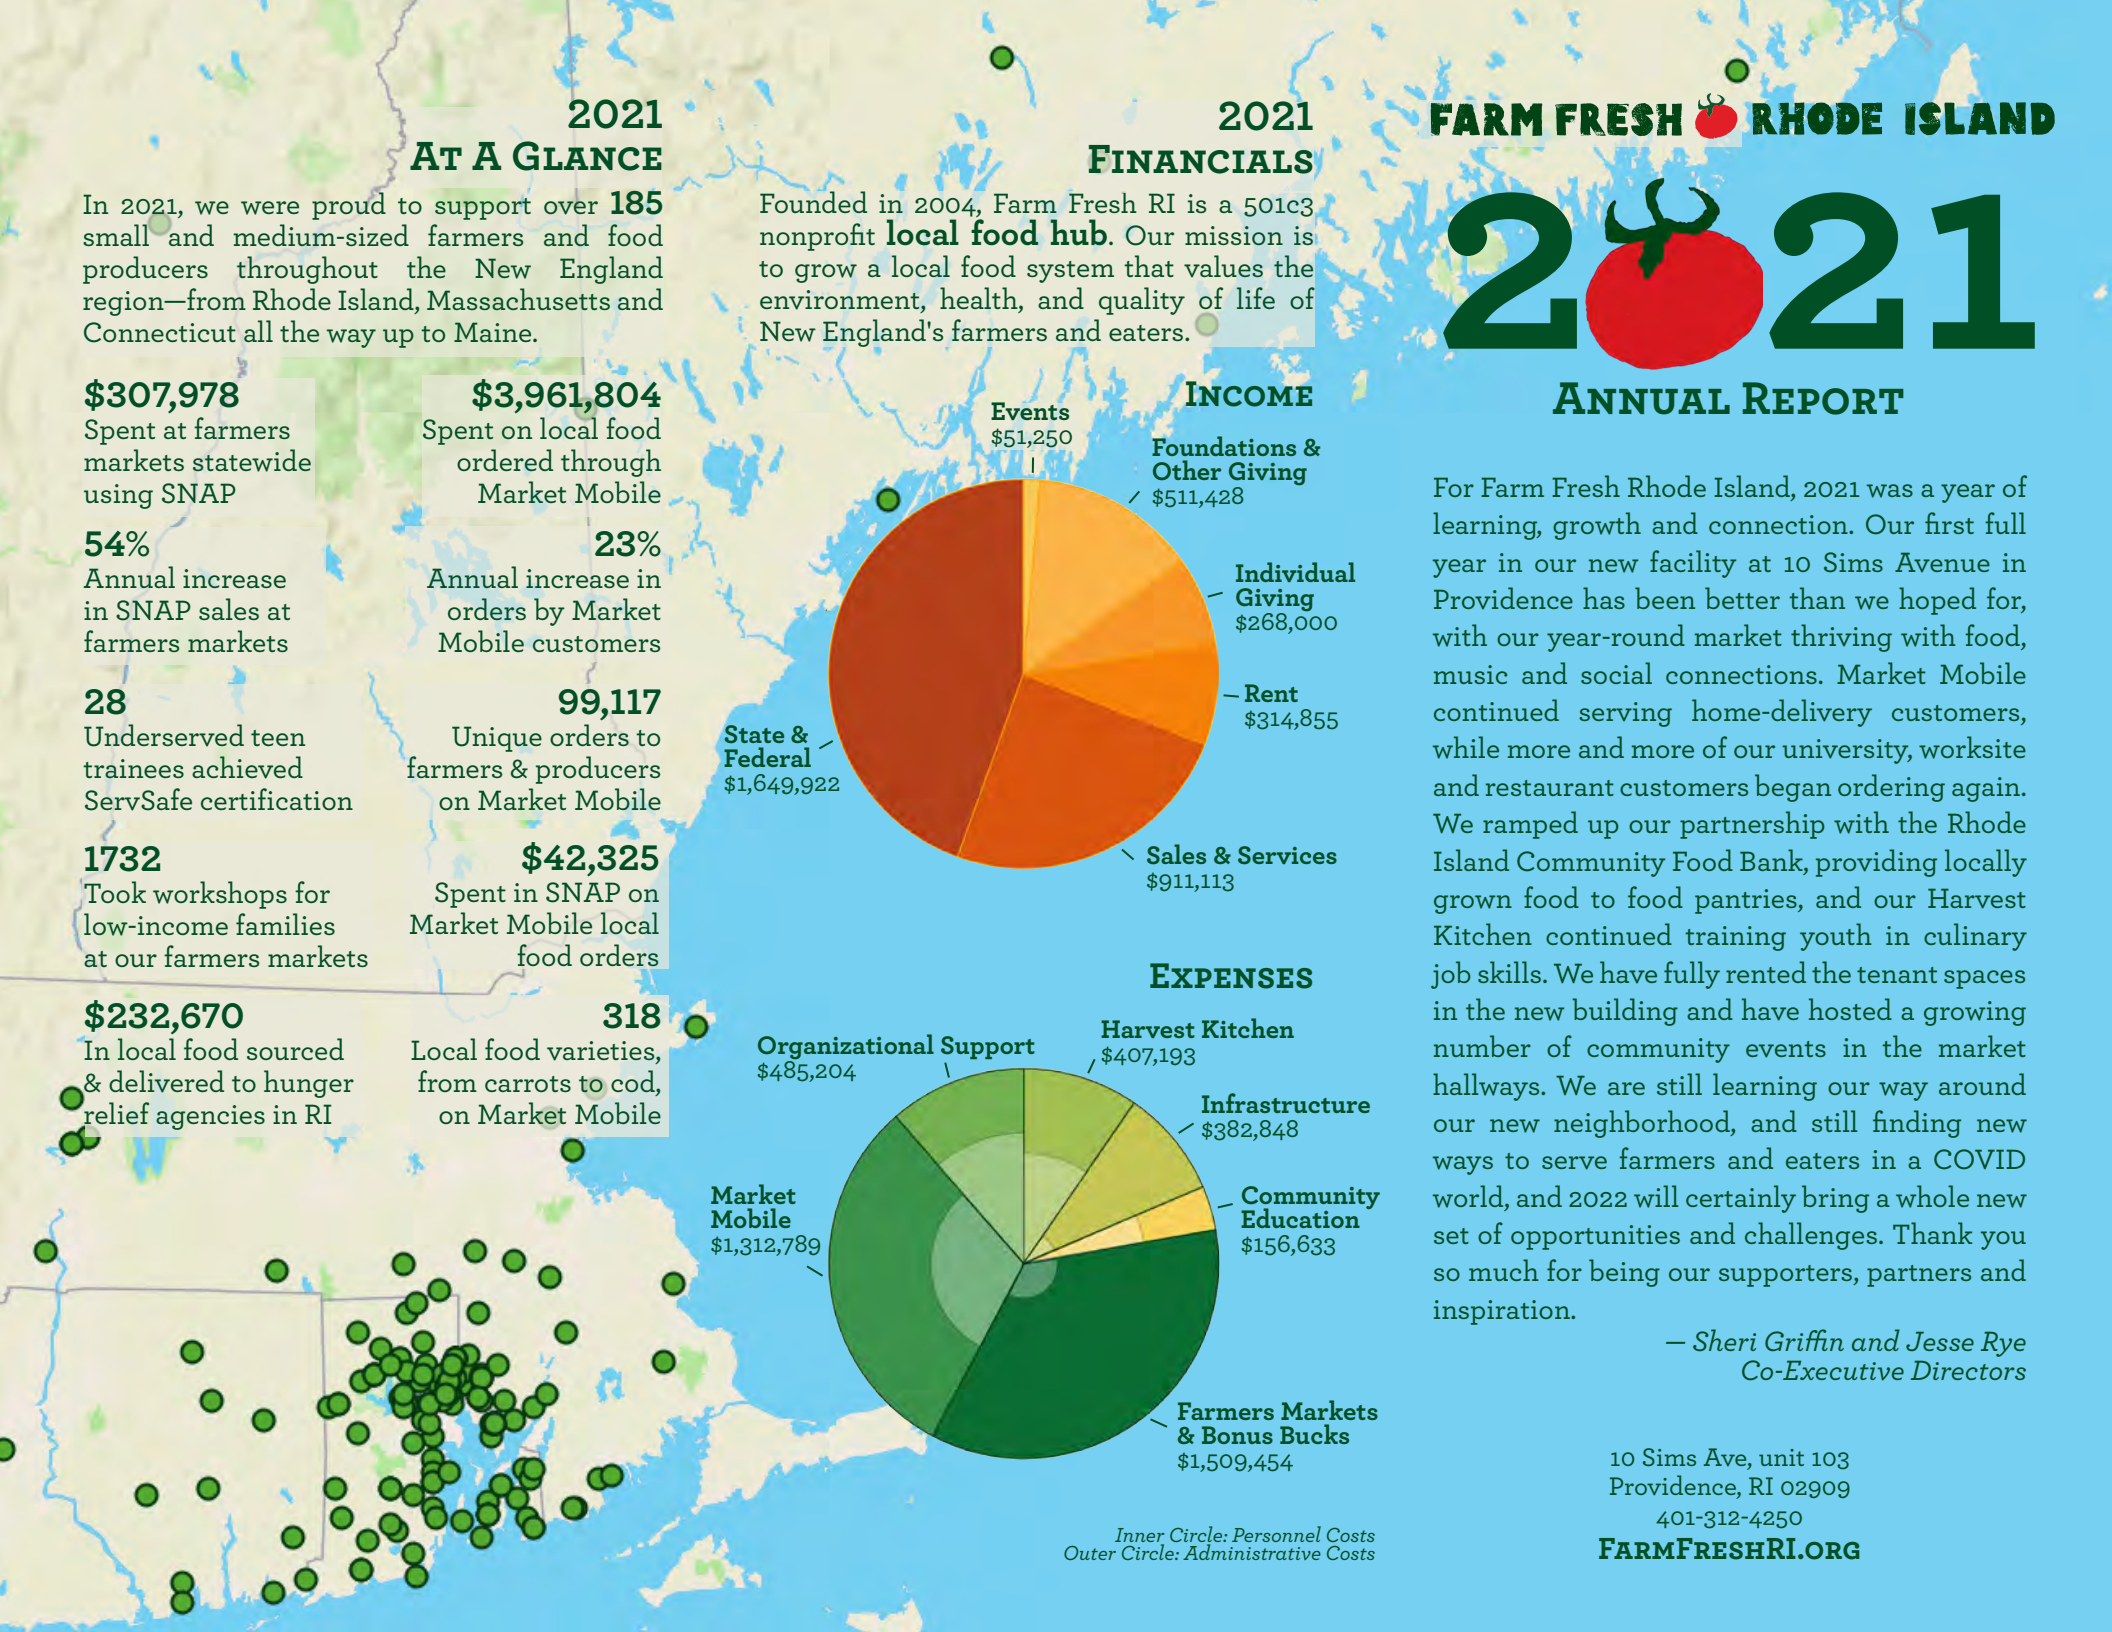 2021
AT A GLANCE
In 2021, we were proud to support over 185
small and medium-sized farmers and food
producers throughout the New England
region—from Rhode Island, Massachusetts and
Connecticut all the way up to Maine.
$307,978
Spent at farmers
markets statewide
using SNAP
$3,961,804
Spent on local food
ordered through
Market Mobile
54%
Annual increase
in SNAP sales at
farmers markets
23%
Annual increase in
orders by Market
Mobile customers
28
Underserved teen
trainees achieved
ServSafe certification
99,117
Unique orders to
farmers & producers
on Market Mobile
1732
Took workshops for
low-income families
at our farmers markets
$42,325
Spent in SNAP on
Market Mobile local
food orders
$232,670
In local food sourced
& delivered to hunger
relief agencies in RI
318
Local food varieties,
from carrots to cod,
on Market Mobile
2021
FINANCIALS
Founded in 2004, Farm Fresh RI is a 501c3
nonprofit local food hub. Our mission is
to grow a local food system that values the
environment, health, and quality of life of
New England's farmers and eaters.
INCOME
Events
$51,250
Foundations &
Other Giving
$511,428
Individual
Giving
$268,000
Rent
$314,855
State &
Federal
$1,649,922
Sales & Services
$911,113
EXPENSES
Organizational Support
$485,204
Harvest Kitchen
$407,193
Infrastructure
$382,848
Community
Education
$156,633
Market
Mobile
$1,312,789
Farmers Markets
& Bonus Bucks
$1,509,454
Inner Circle: Personnel Costs
Outer Circle: Administrative Costs
FARM FRESH RHODE ISLAND
2021
ANNUAL REPORT
For Farm Fresh Rhode Island, 2021 was a year of
learning, growth and connection. Our first full
year in our new facility at 10 Sims Avenue in
Providence has been better than we hoped for,
with our year-round market thriving with food,
music and social connections. Market Mobile
continued serving home-delivery customers,
while more and more of our university, worksite
and restaurant customers began ordering again.
We ramped up our partnership with the Rhode
Island Community Food Bank, providing locally
grown food to food pantries, and our Harvest
Kitchen continued training youth in culinary
job skills. We have fully rented the tenant spaces
in the new building and have hosted a growing
number of community events in the market
hallways. We are still learning our way around
our new neighborhood, and still finding new
ways to serve farmers and eaters in a COVID
world, and 2022 will certainly bring a whole new
set of opportunities and challenges. Thank you
so much for being our supporters, partners and
inspiration.
— Sheri Griffin and Jesse Rye
Co-Executive Directors
10 Sims Ave, unit 103
Providence, RI 02909
401-312-4250
FARMFRESHRI.ORG